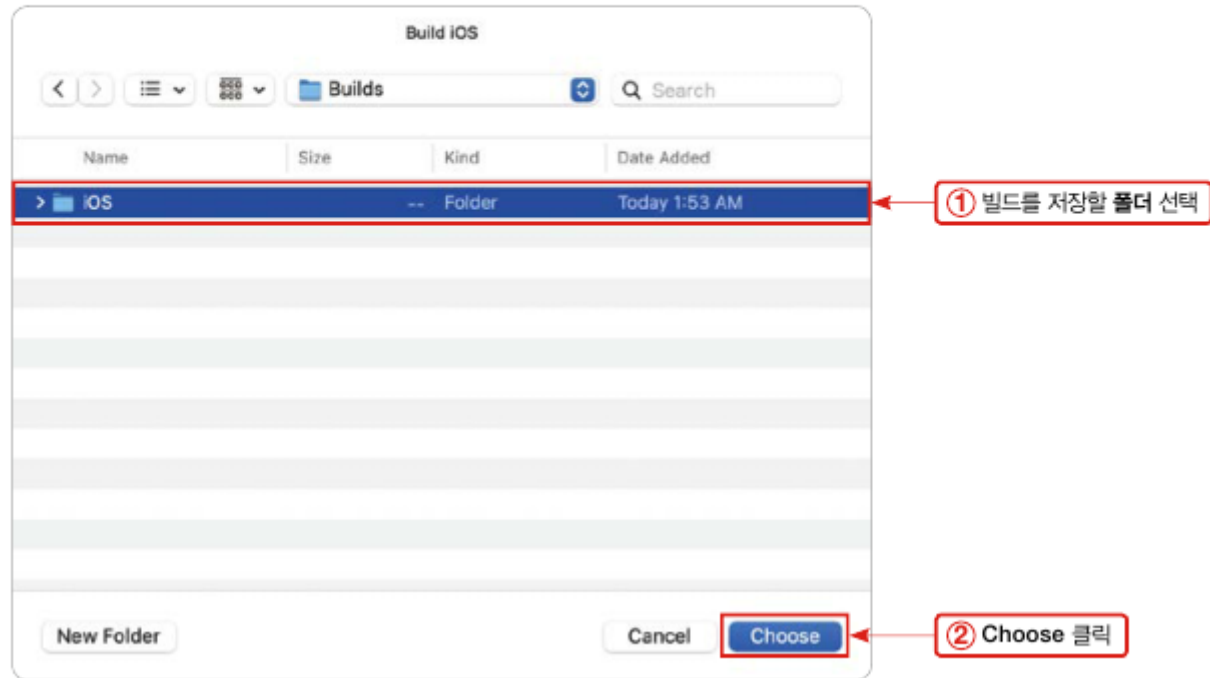 Build iOS
Builds
Search
Name Size Kind Date Added
iOS -- Folder Today 1:53 AM
① 빌드를 저장할 폴더 선택
New Folder Cancel Choose
② Choose 클릭